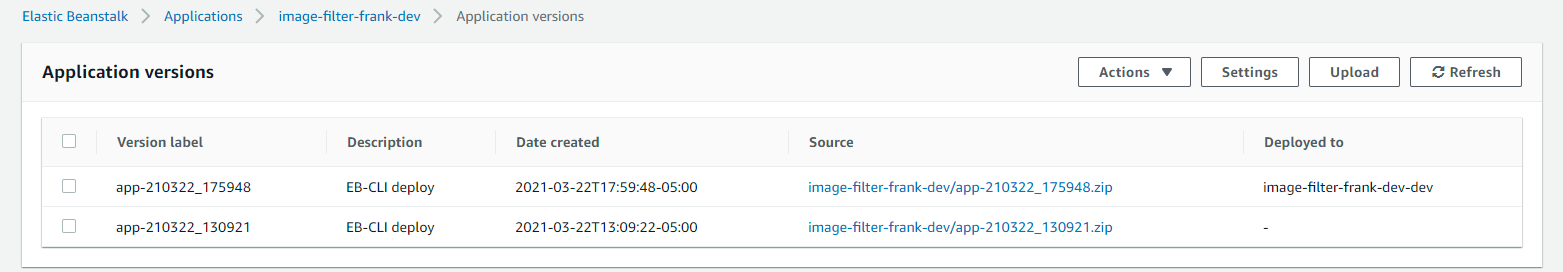 Elastic Beanstalk > Applications > image-filter-frank-dev > Application versions
Application versions Actions ▼ Settings Upload Refresh
Version label Description Date created Source Deployed to
app-210322_175948 EB-CLI deploy 2021-03-22T17:59:48-05:00 image-filter-frank-dev/app-210322_175948.zip image-filter-frank-dev-dev
app-210322_130921 EB-CLI deploy 2021-03-22T13:09:22-05:00 image-filter-frank-dev/app-210322_130921.zip -